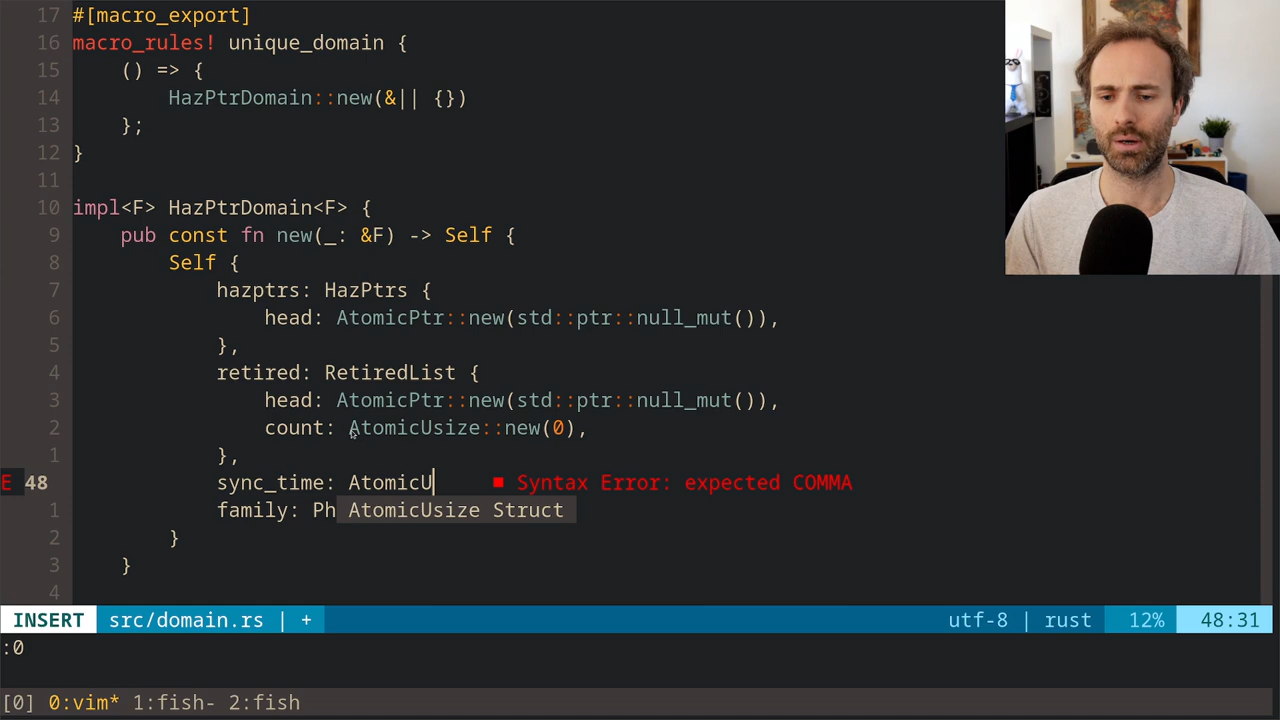 17 #[macro_export]
16 macro_rules! unique_domain {
15     () => {
14         HazPtrDomain::new(&|| {})
13     };
12 }
11
10 impl<F> HazPtrDomain<F> {
9     pub const fn new(_: &F) -> Self {
8         Self {
7             hazptrs: HazPtrs {
6                 head: AtomicPtr::new(std::ptr::null_mut()),
5             },
4             retired: RetiredList {
3                 head: AtomicPtr::new(std::ptr::null_mut()),
2                 count: AtomicUsize::new(0),
1             },
E 48             sync_time: AtomicU ■ Syntax Error: expected COMMA
1             family: Ph AtomicUsize Struct
2         }
3     }
4
INSERT src/domain.rs | + utf-8 | rust 12% 48:31
:0
[0] 0:vim* 1:fish- 2:fish